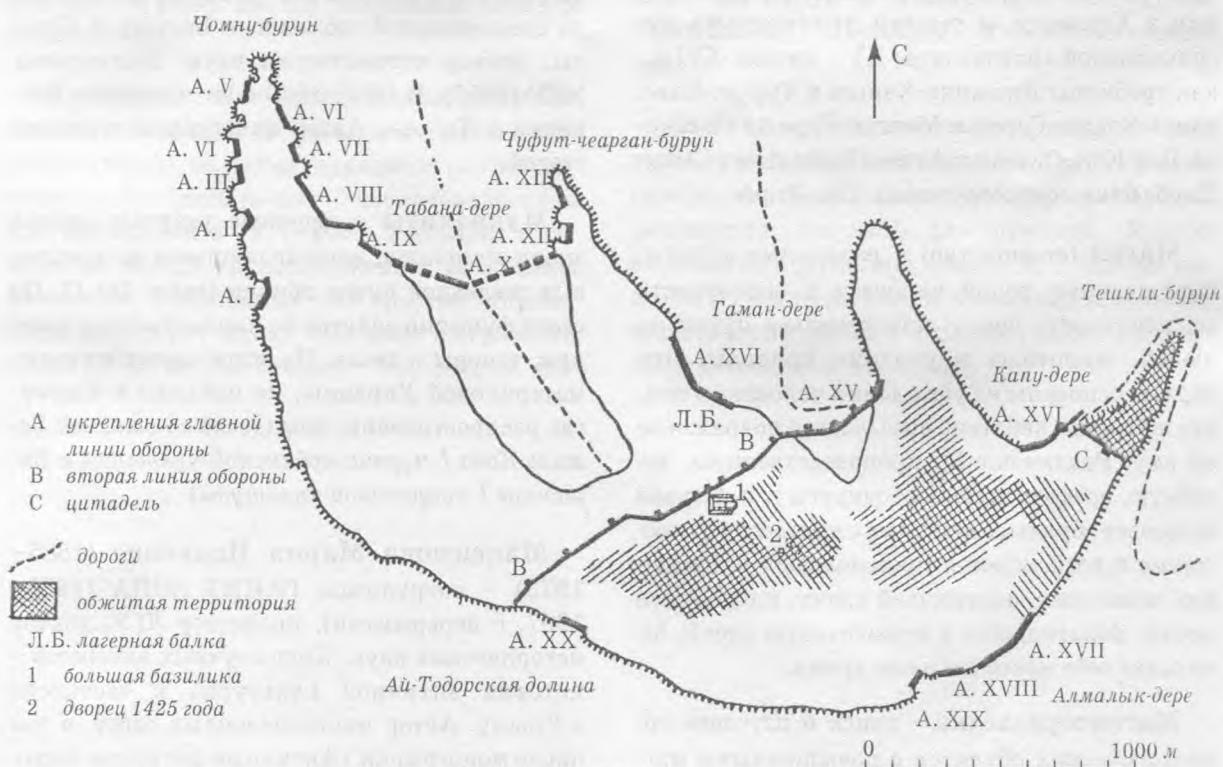 Чомну-бурун
С
А. V
А. VI
А. VI
А. VII
А. III
А. VIII
А. II
А. IX
А. I
Табана-дере
Чуфут-чеарган-бурун
А. XIII
А. XII
А. X
Гаман-дере
А. XVI
А. XV
Л.Б.
В
Капу-дере
Тешкли-бурун
А. XVI
С
1
2
В
А. XX
Ай-Тодорская долина
А. XVII
А. XVIII
А. XIX
Алмалык-дере
0 1000 м
А укрепления главной
линии обороны
В вторая линия обороны
С цитадель
дороги
обжитая территория
Л.Б. лагерная балка
1 большая базилика
2 дворец 1425 года